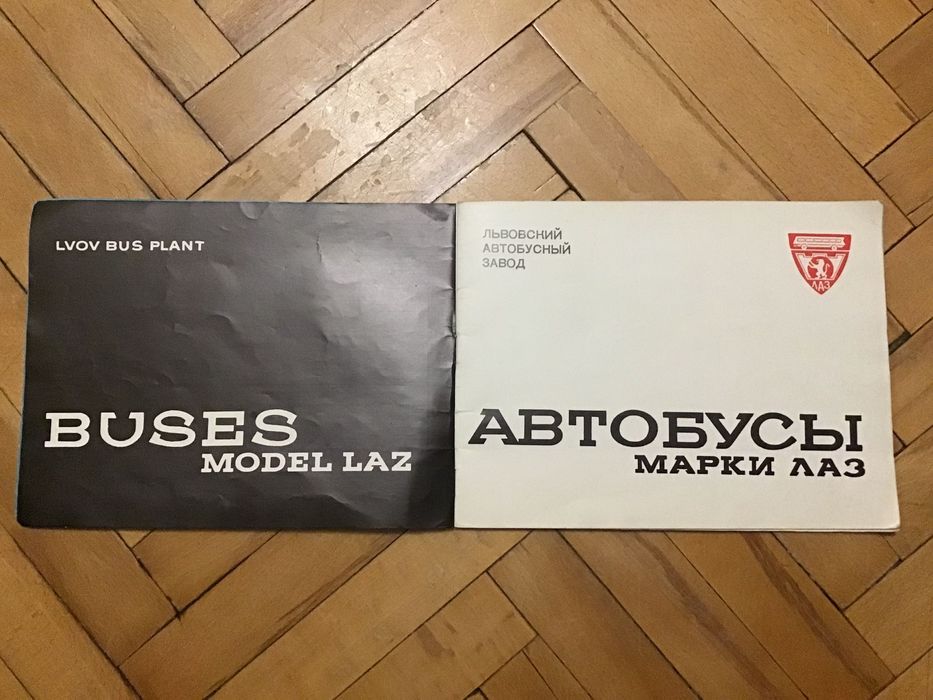 LVOV BUS PLANT
BUSES
MODEL LAZ
ЛЬВОВСКИЙ
АВТОБУСНЫЙ
ЗАВОД
ЛАЗ
АВТОБУСЫ
МАРКИ ЛАЗ